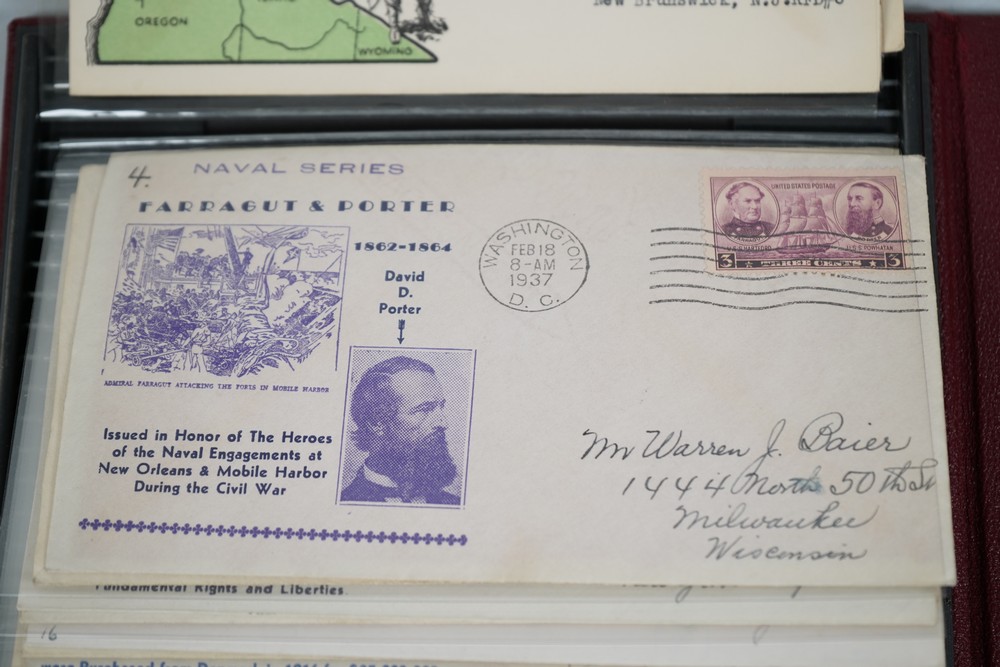 OREGON
WYOMING
New Brunswick, N.J.
4.
NAVAL SERIES
FARRAGUT & PORTER
1862-1864
David
D.
Porter
ADMIRAL FARRAGUT ATTACKING THE FORTS IN MOBILE HARBOR
Issued in Honor of The Heroes
of the Naval Engagements at
New Orleans & Mobile Harbor
During the Civil War
WASHINGTON
FEB 18
8-AM
1937
D. C.
UNITED STATES POSTAGE
U.S.S. POWHATAN
3 THREE CENTS 3
Mr Warren J. Baier
1444 North 50th St
Milwaukee
Wisconsin
Fundamental Rights and Liberties.
16